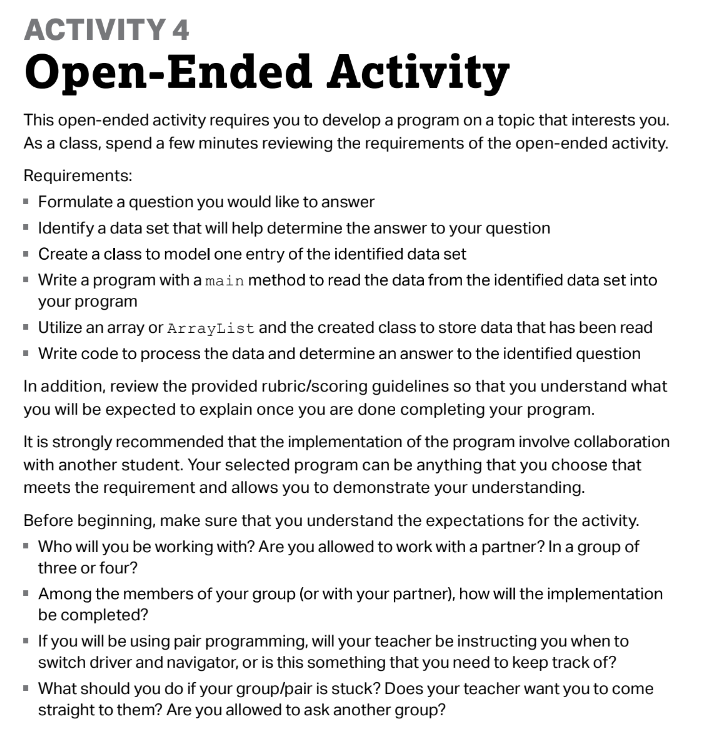 ACTIVITY 4
Open-Ended Activity
This open-ended activity requires you to develop a program on a topic that interests you.
As a class, spend a few minutes reviewing the requirements of the open-ended activity.
Requirements:
▪ Formulate a question you would like to answer
▪ Identify a data set that will help determine the answer to your question
▪ Create a class to model one entry of the identified data set
▪ Write a program with a main method to read the data from the identified data set into
your program
▪ Utilize an array or ArrayList and the created class to store data that has been read
▪ Write code to process the data and determine an answer to the identified question
In addition, review the provided rubric/scoring guidelines so that you understand what
you will be expected to explain once you are done completing your program.
It is strongly recommended that the implementation of the program involve collaboration
with another student. Your selected program can be anything that you choose that
meets the requirement and allows you to demonstrate your understanding.
Before beginning, make sure that you understand the expectations for the activity.
▪ Who will you be working with? Are you allowed to work with a partner? In a group of
three or four?
▪ Among the members of your group (or with your partner), how will the implementation
be completed?
▪ If you will be using pair programming, will your teacher be instructing you when to
switch driver and navigator, or is this something that you need to keep track of?
▪ What should you do if your group/pair is stuck? Does your teacher want you to come
straight to them? Are you allowed to ask another group?